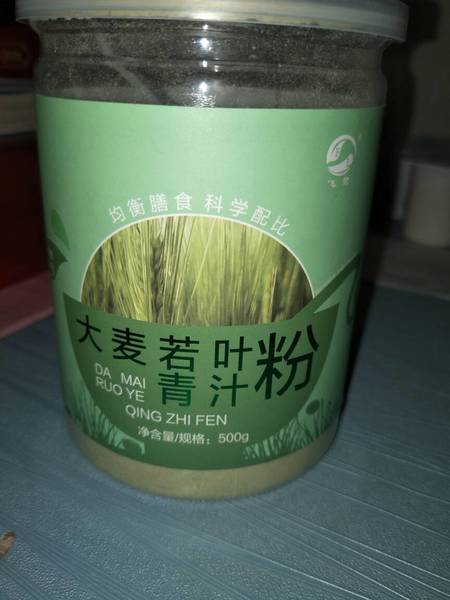 均衡膳食 科学配比
大麦若叶
青汁粉
DA MAI
RUO YE
QING ZHI FEN
净含量/规格：500g